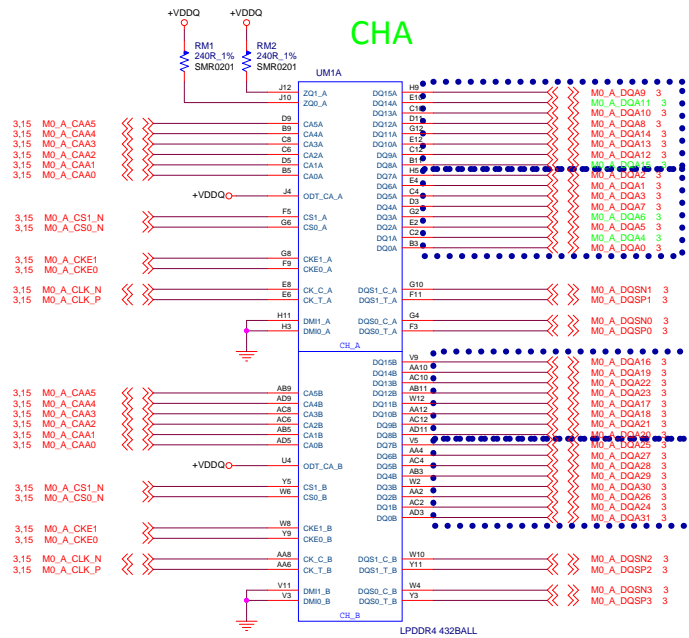 CHA
+VDDQ +VDDQ
RM1 RM2
240R_1% 240R_1%
SMR0201 SMR0201
UM1A
J12 ZQ1_A DQ15A H9 M0_A_DQA9 3
J10 ZQ0_A DQ14A E10 M0_A_DQA11 3
DQ13A C10 M0_A_DQA10 3
3,15 M0_A_CAA5 D9 CA5A DQ12A D11 M0_A_DQA8 3
3,15 M0_A_CAA4 B9 CA4A DQ11A G12 M0_A_DQA14 3
3,15 M0_A_CAA3 C8 CA3A DQ10A E12 M0_A_DQA13 3
3,15 M0_A_CAA2 C6 CA2A DQ9A C12 M0_A_DQA12 3
3,15 M0_A_CAA1 D5 CA1A DQ8A B11 M0_A_DQA15 3
3,15 M0_A_CAA0 B5 CA0A DQ7A H5 M0_A_DQA2 3
DQ6A E4 M0_A_DQA1 3
+VDDQ J4 ODT_CA_A DQ5A C4 M0_A_DQA3 3
DQ4A D3 M0_A_DQA7 3
3,15 M0_A_CS1_N F5 CS1_A DQ3A G2 M0_A_DQA6 3
3,15 M0_A_CS0_N G6 CS0_A DQ2A E2 M0_A_DQA5 3
DQ1A C2 M0_A_DQA4 3
DQ0A B3 M0_A_DQA0 3
3,15 M0_A_CKE1 G8 CKE1_A
3,15 M0_A_CKE0 F9 CKE0_A
3,15 M0_A_CLK_N E8 CK_C_A DQS1_C_A G10 M0_A_DQSN1 3
3,15 M0_A_CLK_P E6 CK_T_A DQS1_T_A F11 M0_A_DQSP1 3
H11 DMI1_A DQS0_C_A G4 M0_A_DQSN0 3
H3 DMI0_A DQS0_T_A F3 M0_A_DQSP0 3
CH_A
DQ15B V9 M0_A_DQA16 3
DQ14B AA10 M0_A_DQA19 3
DQ13B AC10 M0_A_DQA22 3
3,15 M0_A_CAA5 AB9 CA5B DQ12B AB11 M0_A_DQA23 3
3,15 M0_A_CAA4 AD9 CA4B DQ11B W12 M0_A_DQA17 3
3,15 M0_A_CAA3 AC8 CA3B DQ10B AA12 M0_A_DQA18 3
3,15 M0_A_CAA2 AC6 CA2B DQ9B AC12 M0_A_DQA21 3
3,15 M0_A_CAA1 AB5 CA1B DQ8B AD11
3,15 M0_A_CAA0 AD5 CA0B DQ7B V5 M0_A_DQA25 3
DQ6B AA4 M0_A_DQA27 3
+VDDQ U4 ODT_CA_B DQ5B AC4 M0_A_DQA28 3
DQ4B AB3 M0_A_DQA29 3
3,15 M0_A_CS1_N Y5 CS1_B DQ3B W2 M0_A_DQA30 3
3,15 M0_A_CS0_N W6 CS0_B DQ2B AA2 M0_A_DQA26 3
DQ1B AC2 M0_A_DQA24 3
DQ0B AD3 M0_A_DQA31 3
3,15 M0_A_CKE1 W8 CKE1_B
3,15 M0_A_CKE0 Y9 CKE0_B
3,15 M0_A_CLK_N AA8 CK_C_B DQS1_C_B W10 M0_A_DQSN2 3
3,15 M0_A_CLK_P AA6 CK_T_B DQS1_T_B Y11 M0_A_DQSP2 3
V11 DMI1_B DQS0_C_B W4 M0_A_DQSN3 3
V3 DMI0_B DQS0_T_B Y3 M0_A_DQSP3 3
CH_B
LPDDR4 432BALL